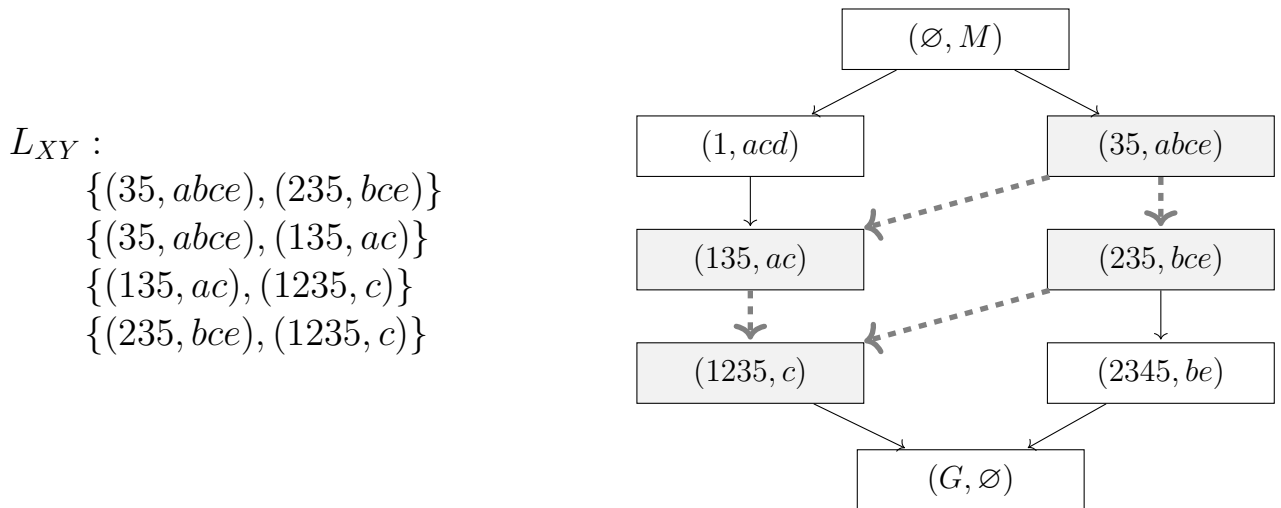 (∅, M)
(1, acd)
(35, abce)
L_{XY} :
{(35, abce), (235, bce)}
{(35, abce), (135, ac)}
{(135, ac), (1235, c)}
{(235, bce), (1235, c)}
(135, ac)
(235, bce)
(1235, c)
(2345, be)
(G, ∅)